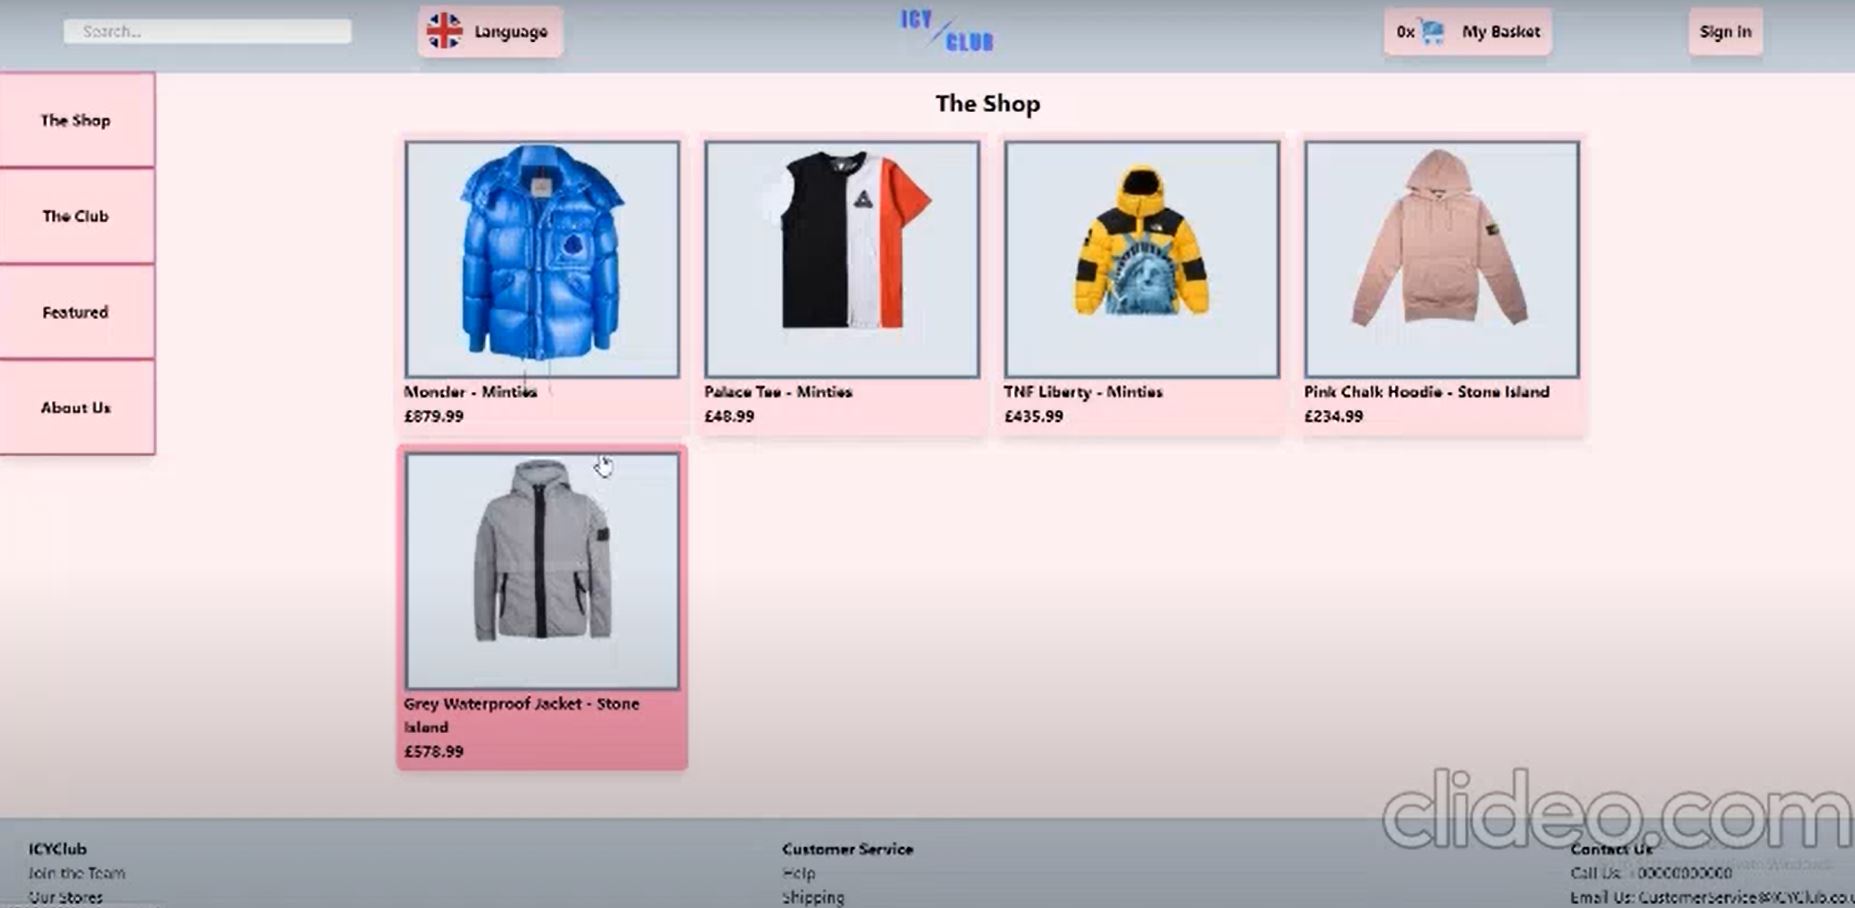 Search...
Language
ICY
CLUB
0x
My Basket
Sign in
The Shop
The Club
Featured
About Us
The Shop
Moncler - Minties
£879.99
Palace Tee - Minties
£48.99
TNF Liberty - Minties
£435.99
Pink Chalk Hoodie - Stone Island
£234.99
Grey Waterproof Jacket - Stone
Island
£578.99
clideo.com
ICYClub
Join the Team
Our Stores
Customer Service
Help
Shipping
Contact Us
Call Us: +00000000000
Email Us: CustomerService@ICYClub.co.u